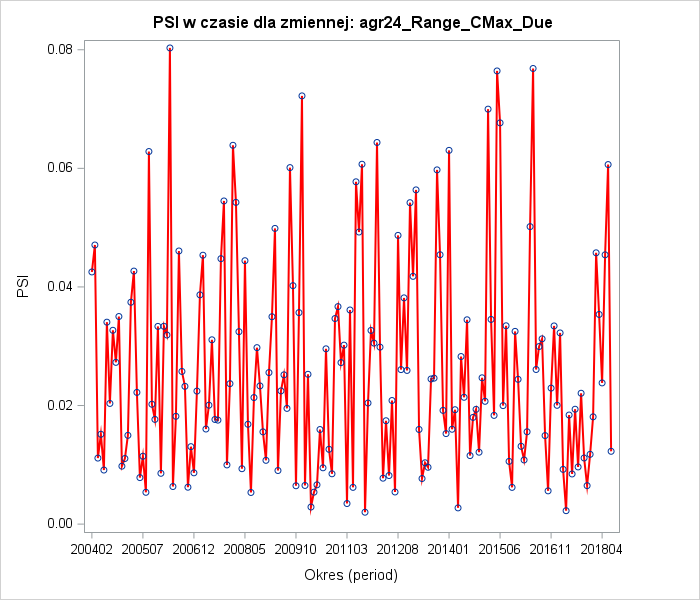 PSI w czasie dla zmiennej: agr24_Range_CMax_Due
0.08
0.06
0.04
0.02
0.00
PSI
200402 200507 200612 200805 200910 201103 201208 201401 201506 201611 201804
Okres (period)